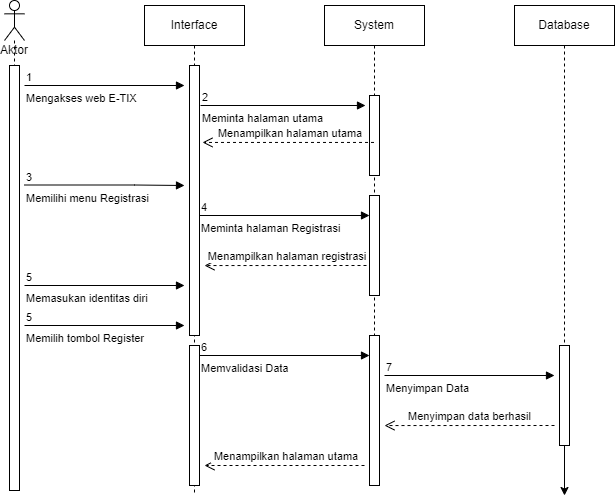 Interface
System
Database
Aktor
1
Mengakses web E-TIX
2
Meminta halaman utama
Menampilkan halaman utama
3
Memilihi menu Registrasi
4
Meminta halaman Registrasi
Menampilkan halaman registrasi
5
Memasukan identitas diri
5
Memilih tombol Register
6
Memvalidasi Data
7
Menyimpan Data
Menyimpan data berhasil
Menampilkan halaman utama